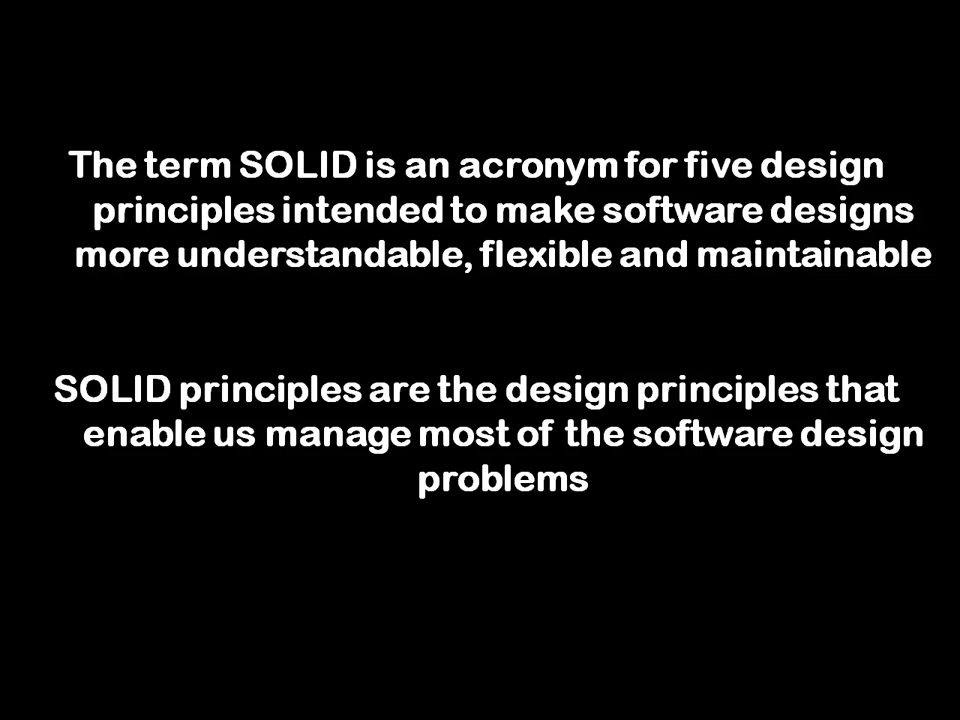 The term SOLID is an acronym for five design
principles intended to make software designs
more understandable, flexible and maintainable
SOLID principles are the design principles that
enable us manage most of the software design
problems